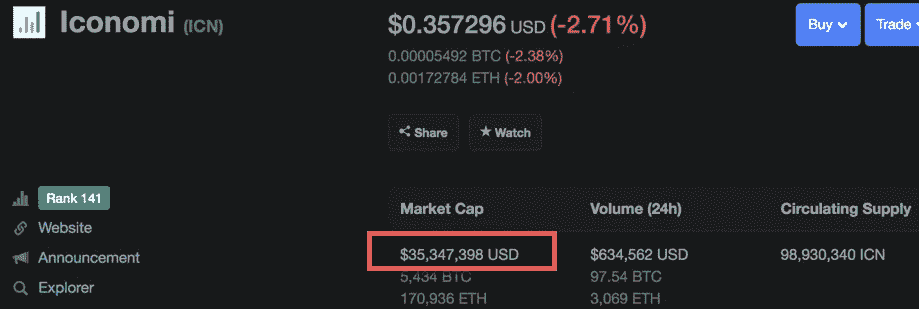 Iconomi (ICN)
$0.357296 USD (-2.71%)
0.00005492 BTC (-2.38%)
0.00172784 ETH (-2.00%)
Buy
Trade
Share
Watch
Rank 141
Website
Announcement
Explorer
Market Cap Volume (24h) Circulating Supply
$35,347,398 USD $634,562 USD 98,930,340 ICN
5,434 BTC 97.54 BTC
170,936 ETH 3,069 ETH